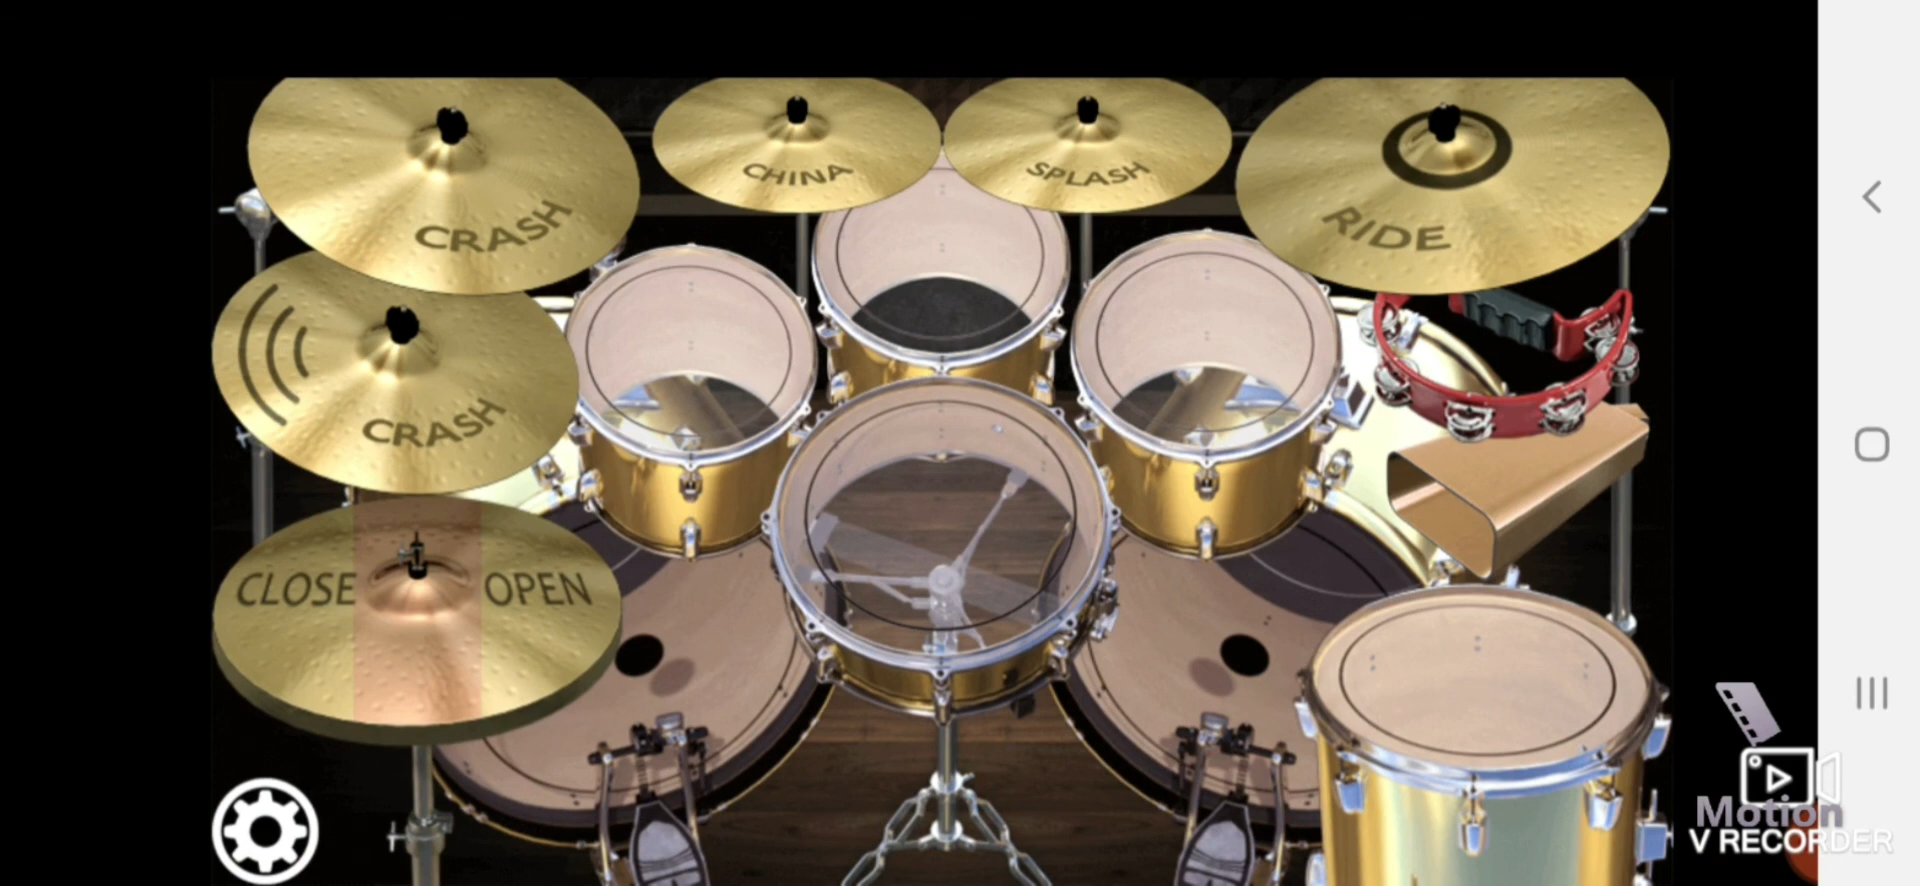 CHINA
SPLASH
CRASH
RIDE
CRASH
CLOSE OPEN
Motion
V RECORDER